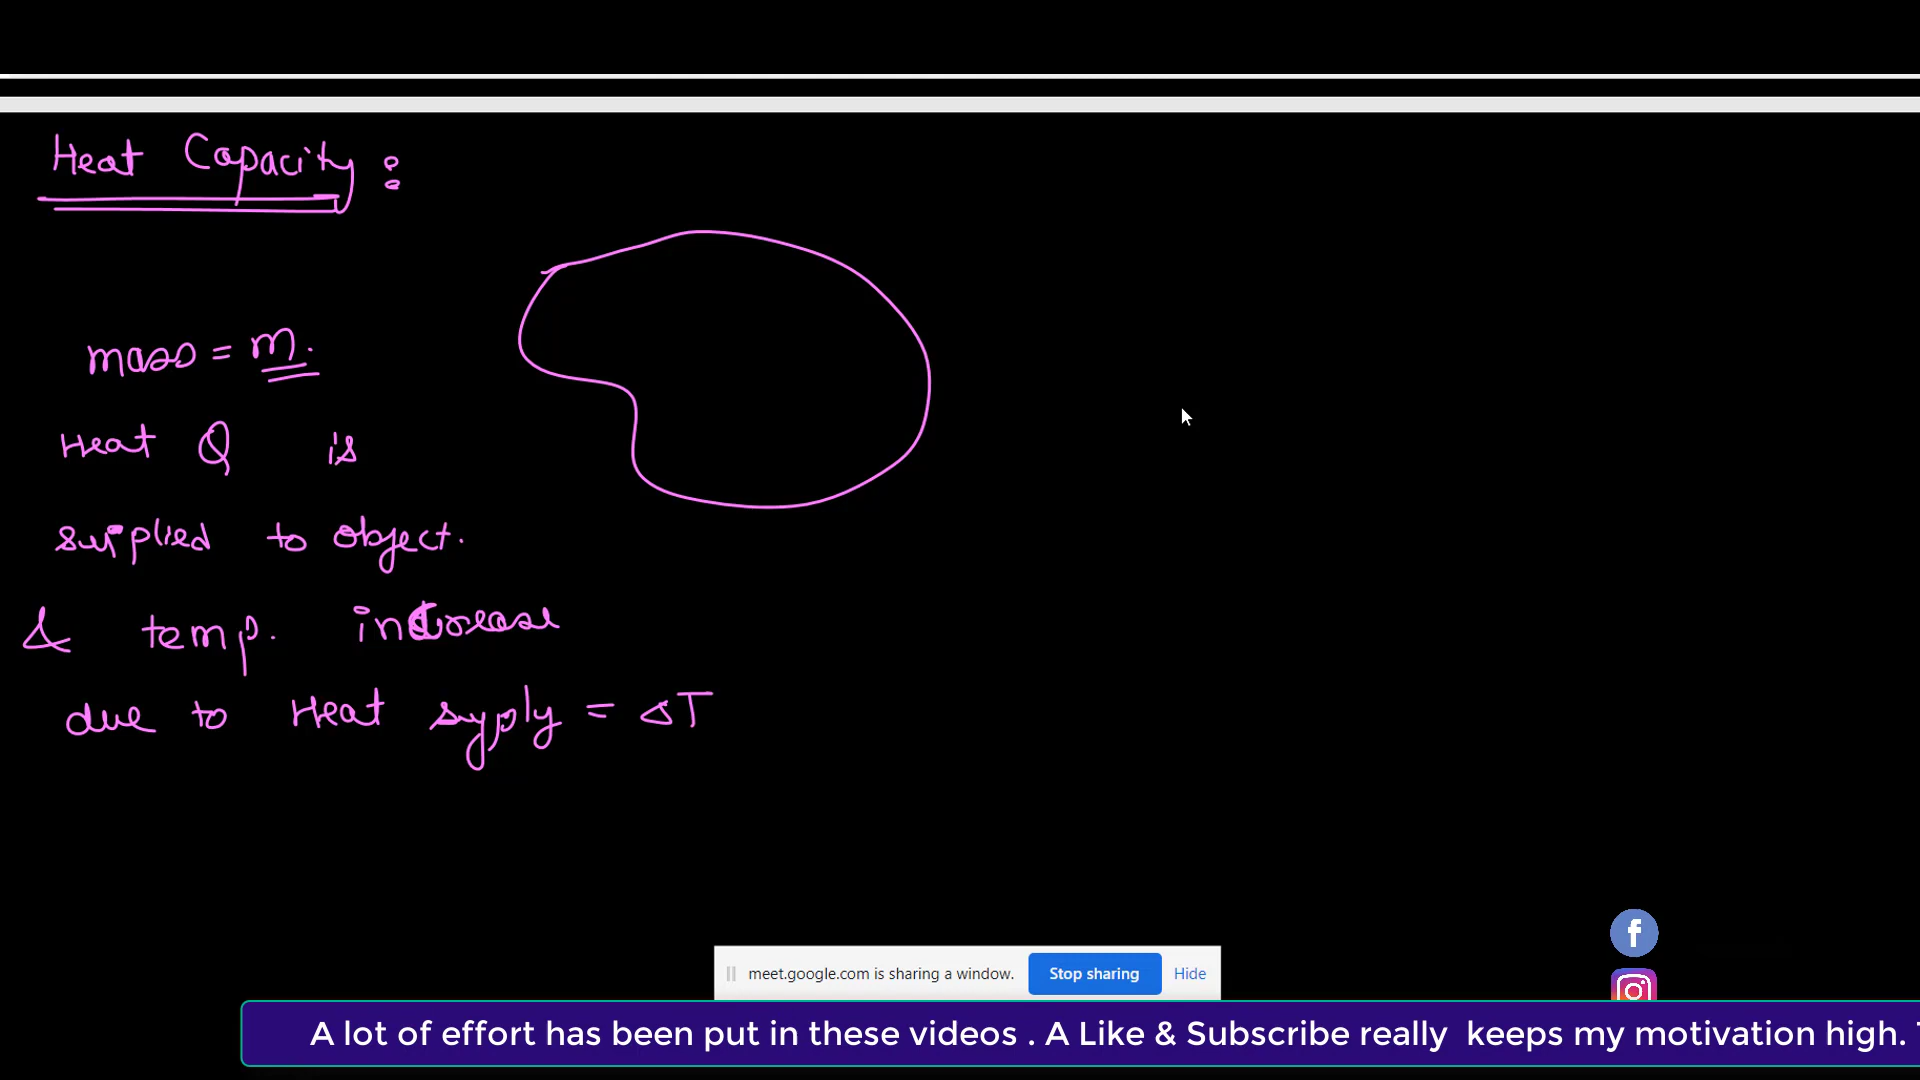 Heat Capacity :
mass = m.
Heat Q is
supplied to object.
& temp. increase
due to Heat supply = ΔT
meet.google.com is sharing a window. Stop sharing Hide
A lot of effort has been put in these videos . A Like & Subscribe really keeps my motivation high.